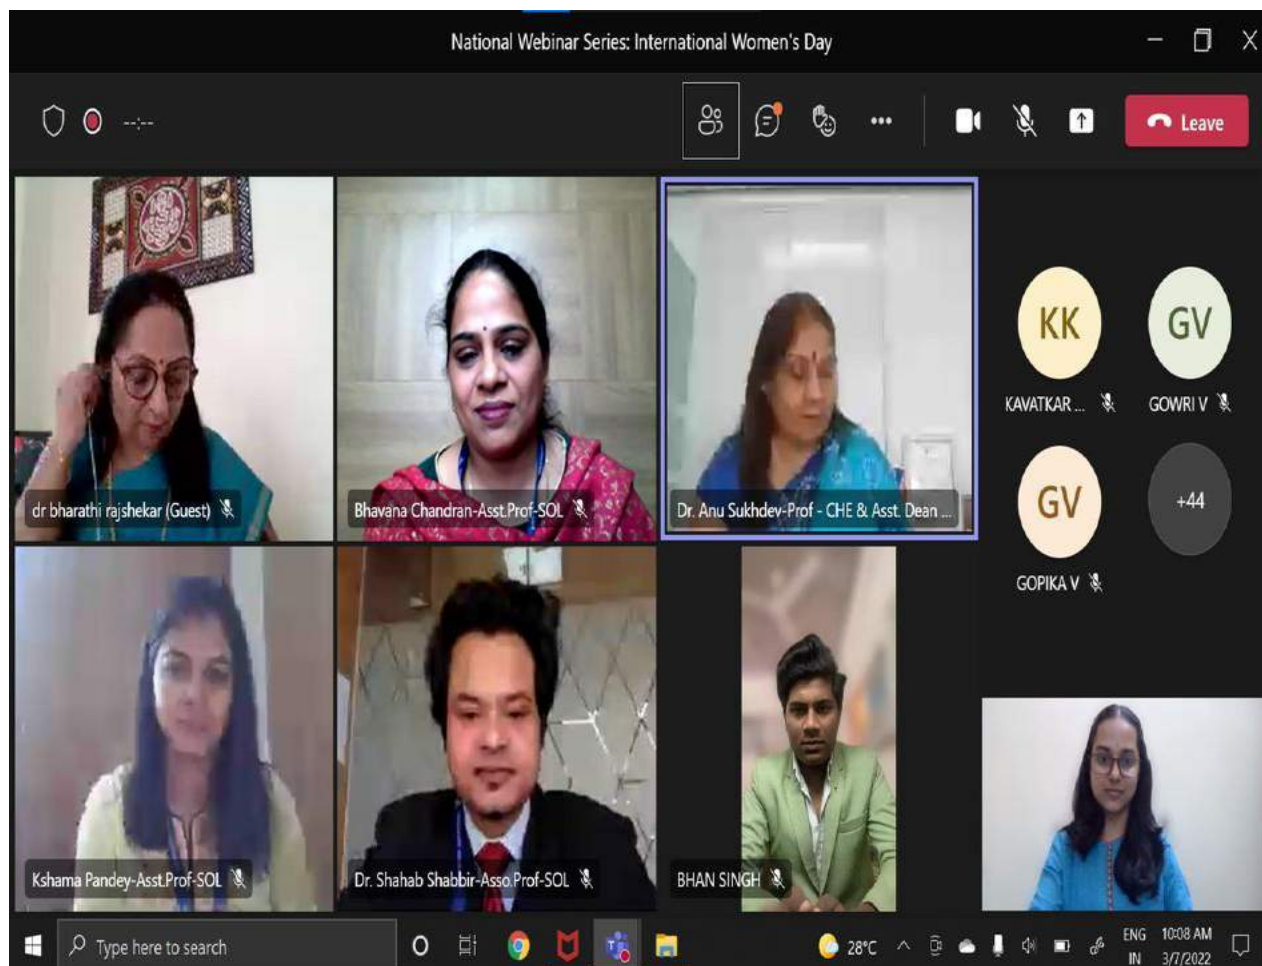 National Webinar Series: International Women's Day
--:--
Leave
dr bharathi rajshekar (Guest)
Bhavana Chandran-Asst.Prof-SOL
Dr. Anu Sukhdev-Prof - CHE & Asst. Dean ...
KK
GV
KAVATKAR ...
GOWRI V
GV
+44
GOPIKA V
Kshama Pandey-Asst.Prof-SOL
Dr. Shahab Shabbir-Asso.Prof-SOL
BHAN SINGH
Type here to search
28°C
ENG
IN
10:08 AM
3/7/2022